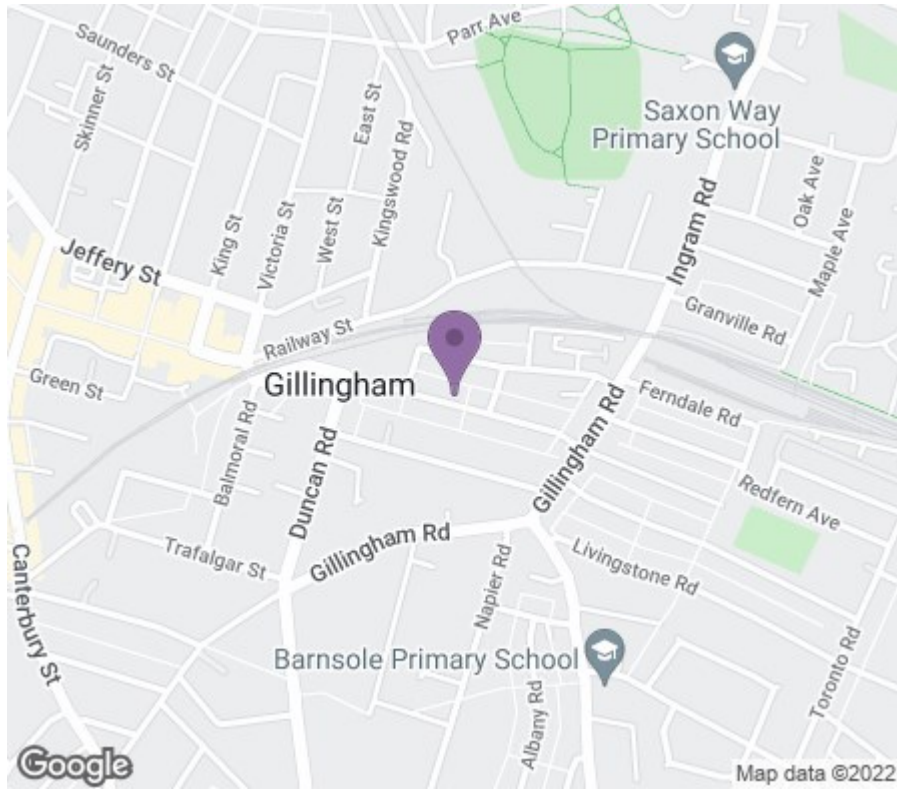 Parr Ave
Saunders St
Skinner St
East St
Kingswood Rd
Saxon Way
Primary School
Oak Ave
Maple Ave
Ingram Rd
King St
Victoria St
West St
Jeffery St
Granville Rd
Railway St
Green St
Gillingham
Ferndale Rd
Balmoral Rd
Duncan Rd
Gillingham Rd
Redfern Ave
Trafalgar St
Gillingham Rd
Livingstone Rd
Napier Rd
Canterbury St
Barnsole Primary School
Toronto Rd
Albany Rd
Google
Map data ©2022